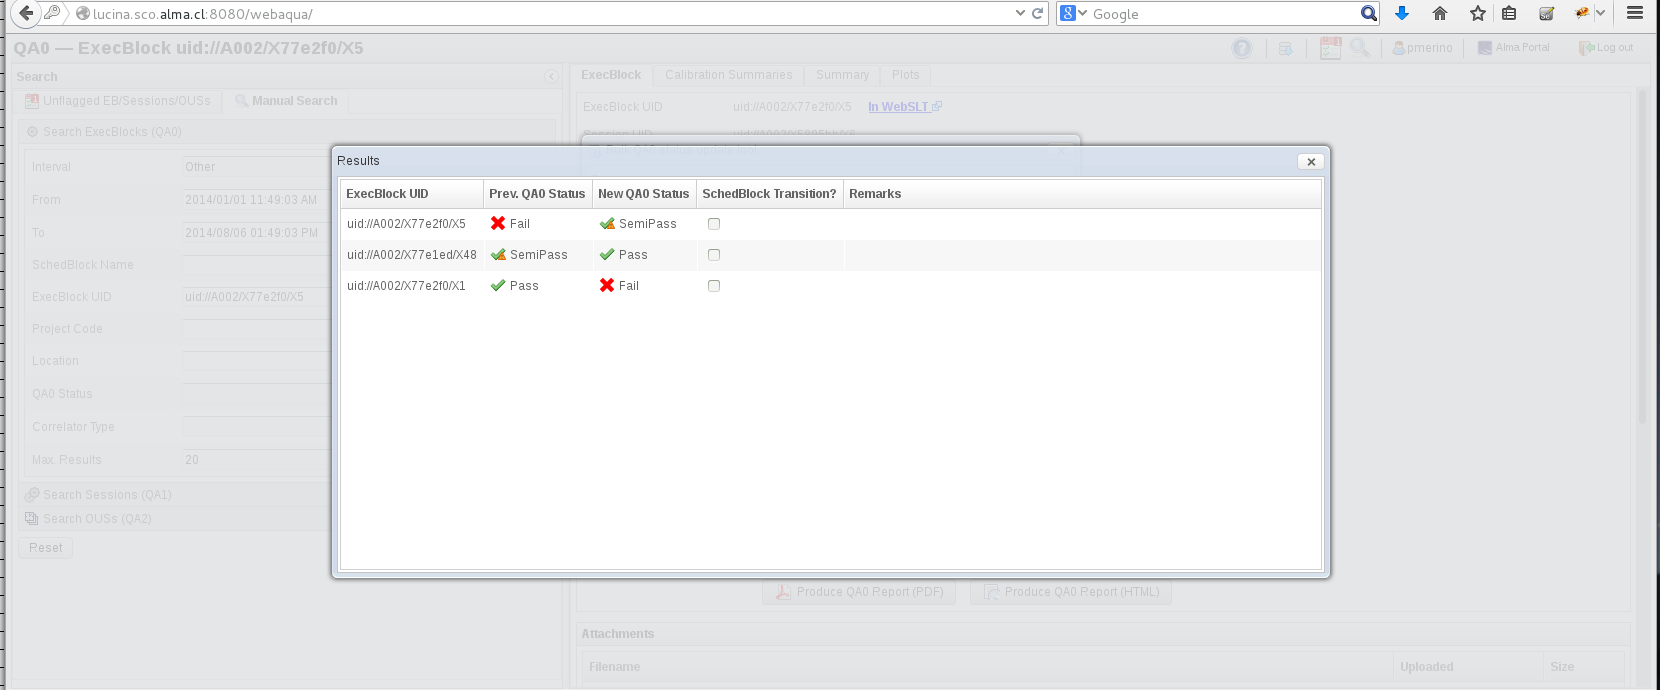 lucina.sco.alma.cl:8080/webaqua/
Google
QA0 — ExecBlock uid://A002/X77e2f0/X5
pmerino
Alma Portal
Log out
Search
Unflagged EB/Sessions/OUSs
Manual Search
Search ExecBlocks (QA0)
Interval
Other
From
2014/01/01 11:49:03 AM
To
2014/08/06 01:49:03 PM
SchedBlock Name
ExecBlock UID
uid://A002/X77e2f0/X5
Project Code
Location
QA0 Status
Correlator Type
Max. Results
20
Search Sessions (QA1)
Search OUSs (QA2)
Reset
ExecBlock
Calibration Summaries
Summary
Plots
ExecBlock UID
uid://A002/X77e2f0/X5
In WebSLT
Session UID
Results
ExecBlock UID
Prev. QA0 Status
New QA0 Status
SchedBlock Transition?
Remarks
uid://A002/X77e2f0/X5
Fail
SemiPass
uid://A002/X77e1ed/X48
SemiPass
Pass
uid://A002/X77e2f0/X1
Pass
Fail
Produce QA0 Report (PDF)
Produce QA0 Report (HTML)
Attachments
Filename
Uploaded
Size